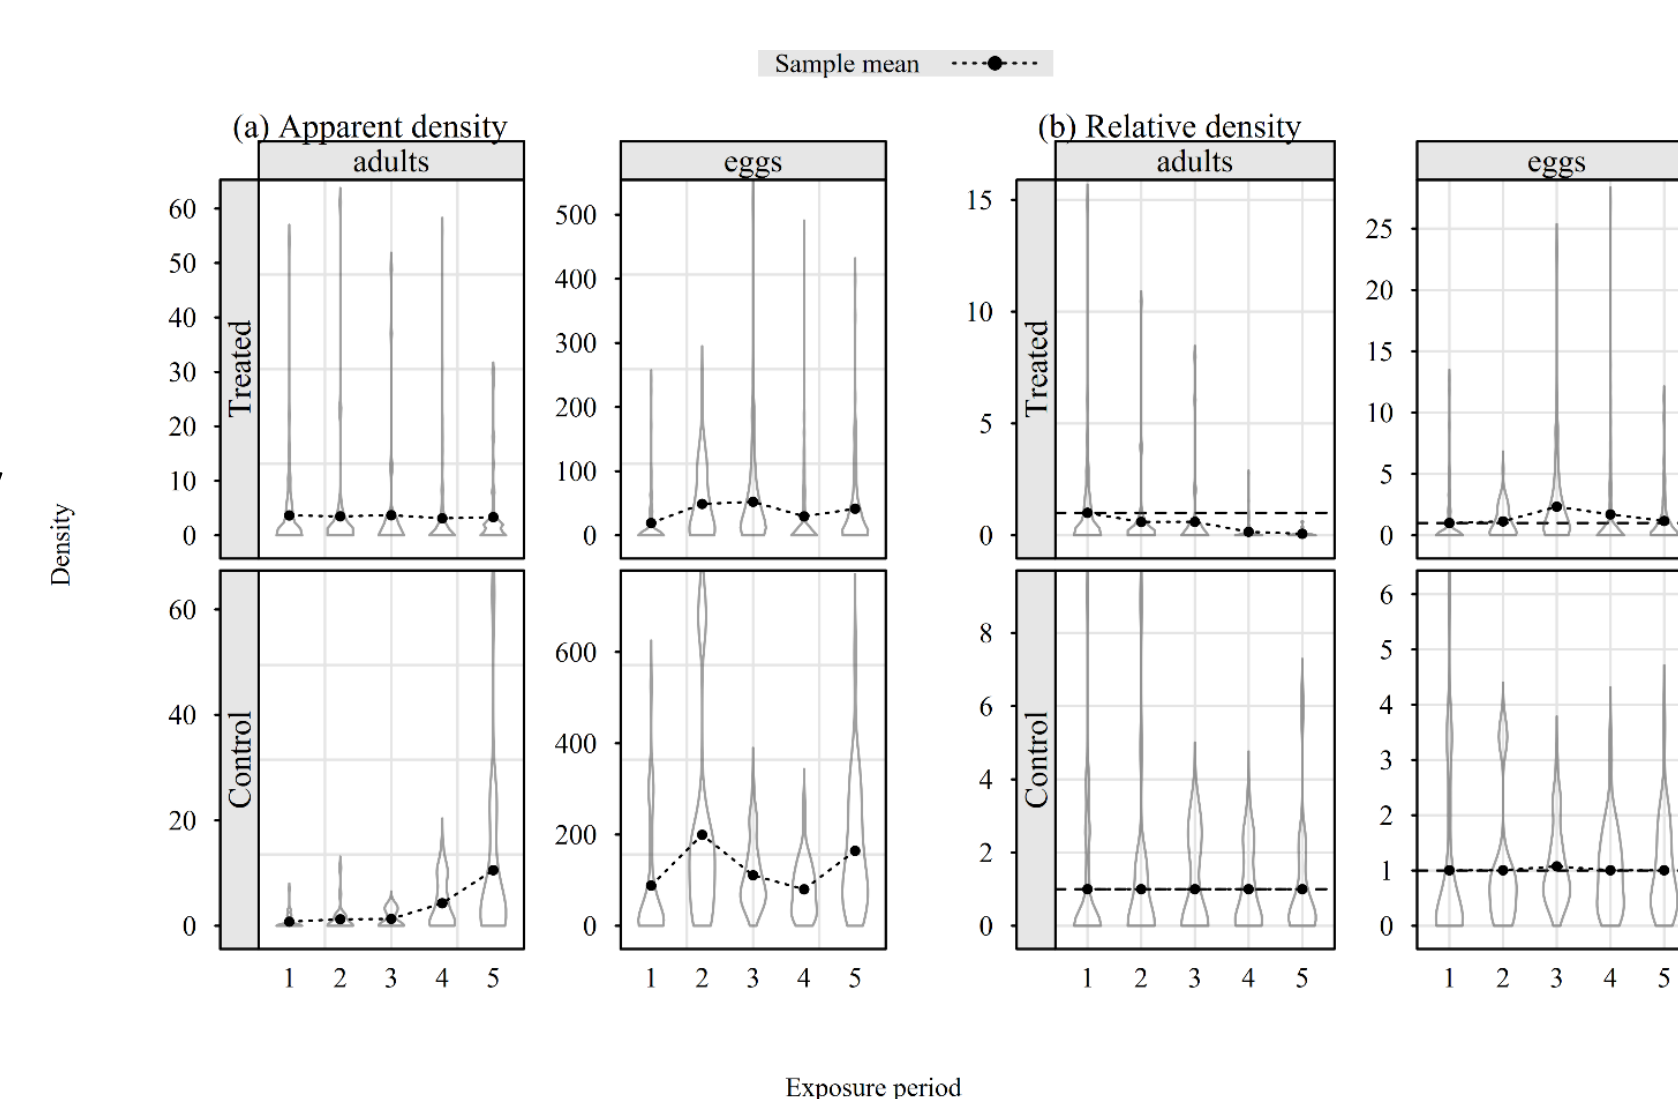 Sample mean
(a) Apparent density
(b) Relative density
adults
eggs
adults
eggs
Density
Treated
60
50
40
30
20
10
0
500
400
300
200
100
0
Treated
15
10
5
0
25
20
15
10
5
0
Control
60
40
20
0
600
400
200
0
Control
8
6
4
2
0
6
5
4
3
2
1
0
1 2 3 4 5
1 2 3 4 5
1 2 3 4 5
1 2 3 4 5
Exposure period